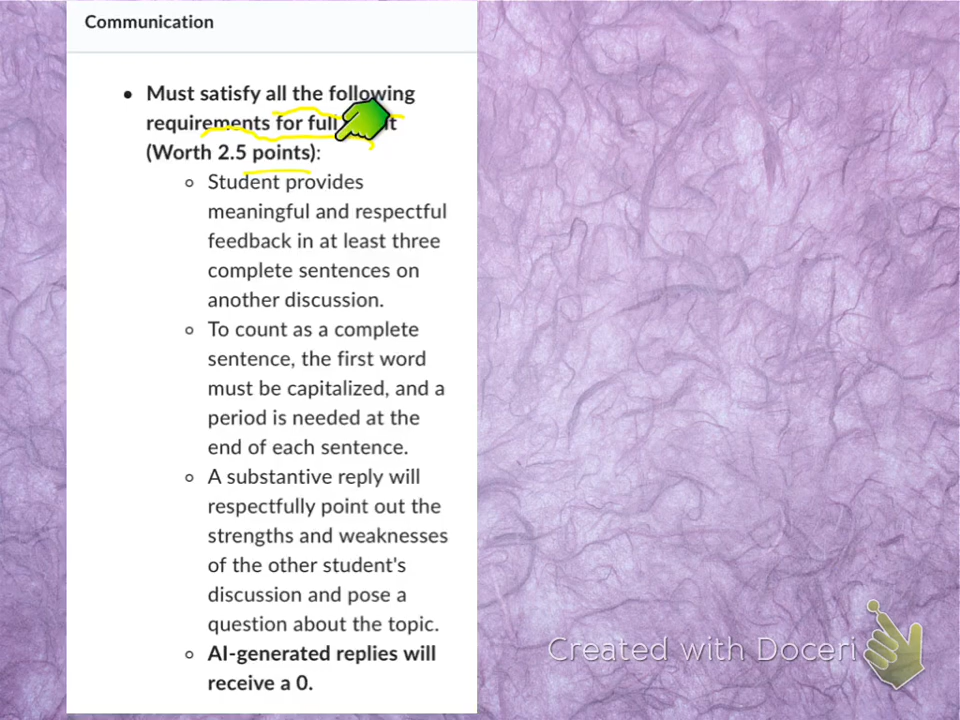 Communication
Must satisfy all the following
requirements for full
(Worth 2.5 points):
Student provides
meaningful and respectful
feedback in at least three
complete sentences on
another discussion.
To count as a complete
sentence, the first word
must be capitalized, and a
period is needed at the
end of each sentence.
A substantive reply will
respectfully point out the
strengths and weaknesses
of the other student's
discussion and pose a
question about the topic.
AI-generated replies will
receive a 0.
Created with Doceri